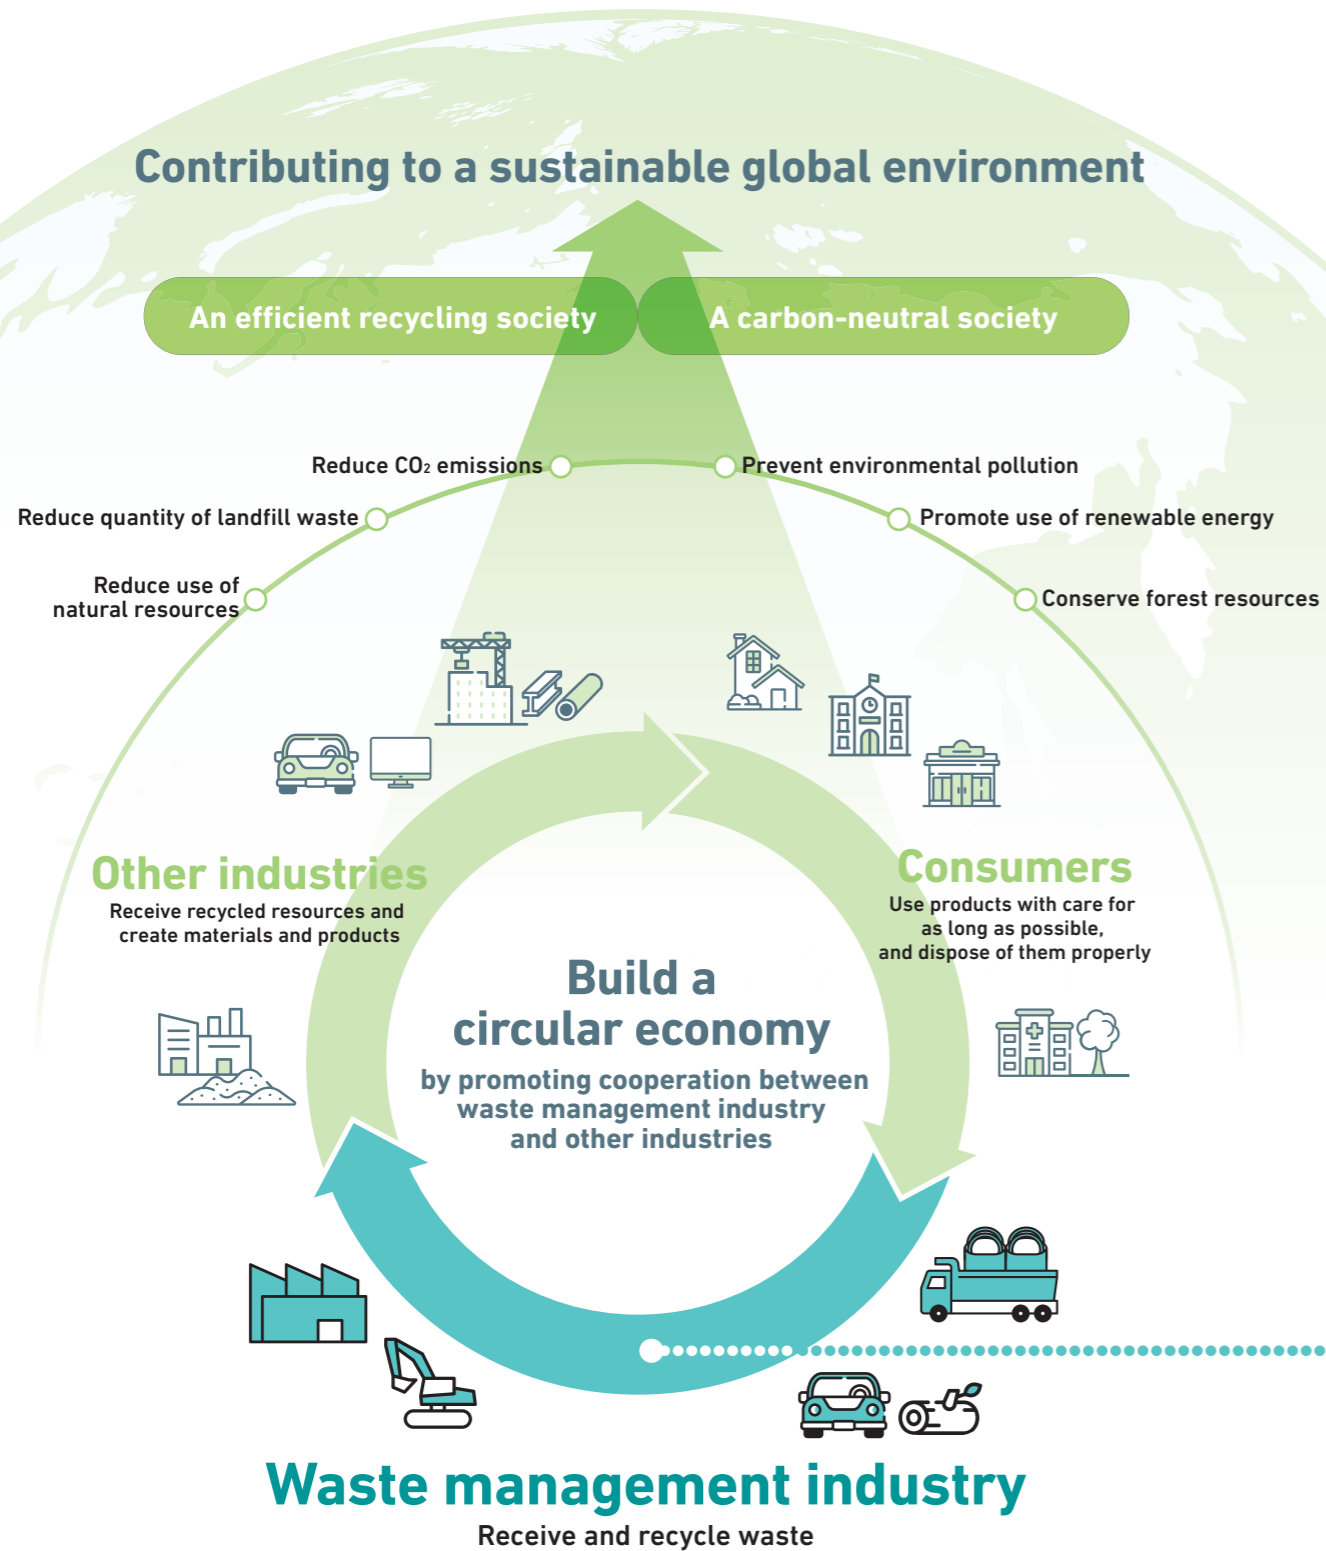 Contributing to a sustainable global environment
An efficient recycling society
A carbon-neutral society
Reduce CO₂ emissions
Prevent environmental pollution
Reduce quantity of landfill waste
Promote use of renewable energy
Reduce use of
natural resources
Conserve forest resources
Other industries
Receive recycled resources and
create materials and products
Consumers
Use products with care for
as long as possible,
and dispose of them properly
Build a
circular economy
by promoting cooperation between
waste management industry
and other industries
Waste management industry
Receive and recycle waste